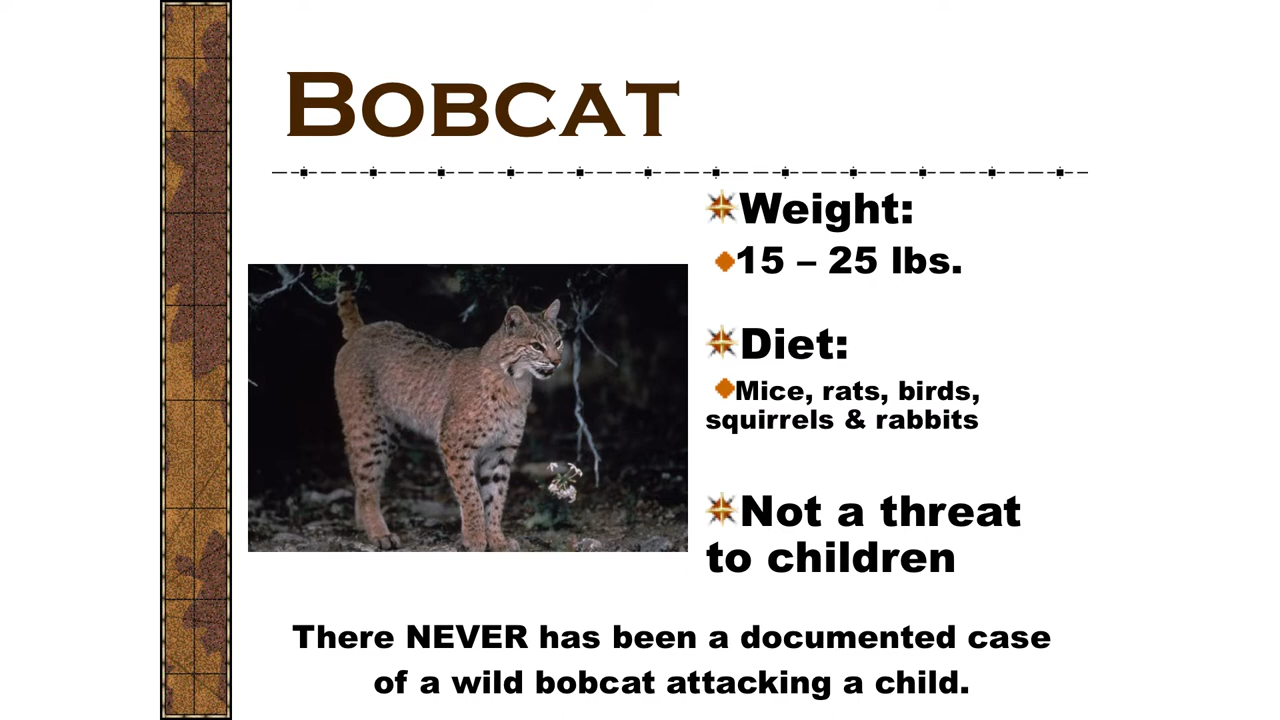 Bobcat
Weight:
15 – 25 lbs.
Diet:
Mice, rats, birds,
squirrels & rabbits
Not a threat
to children
There NEVER has been a documented case
of a wild bobcat attacking a child.